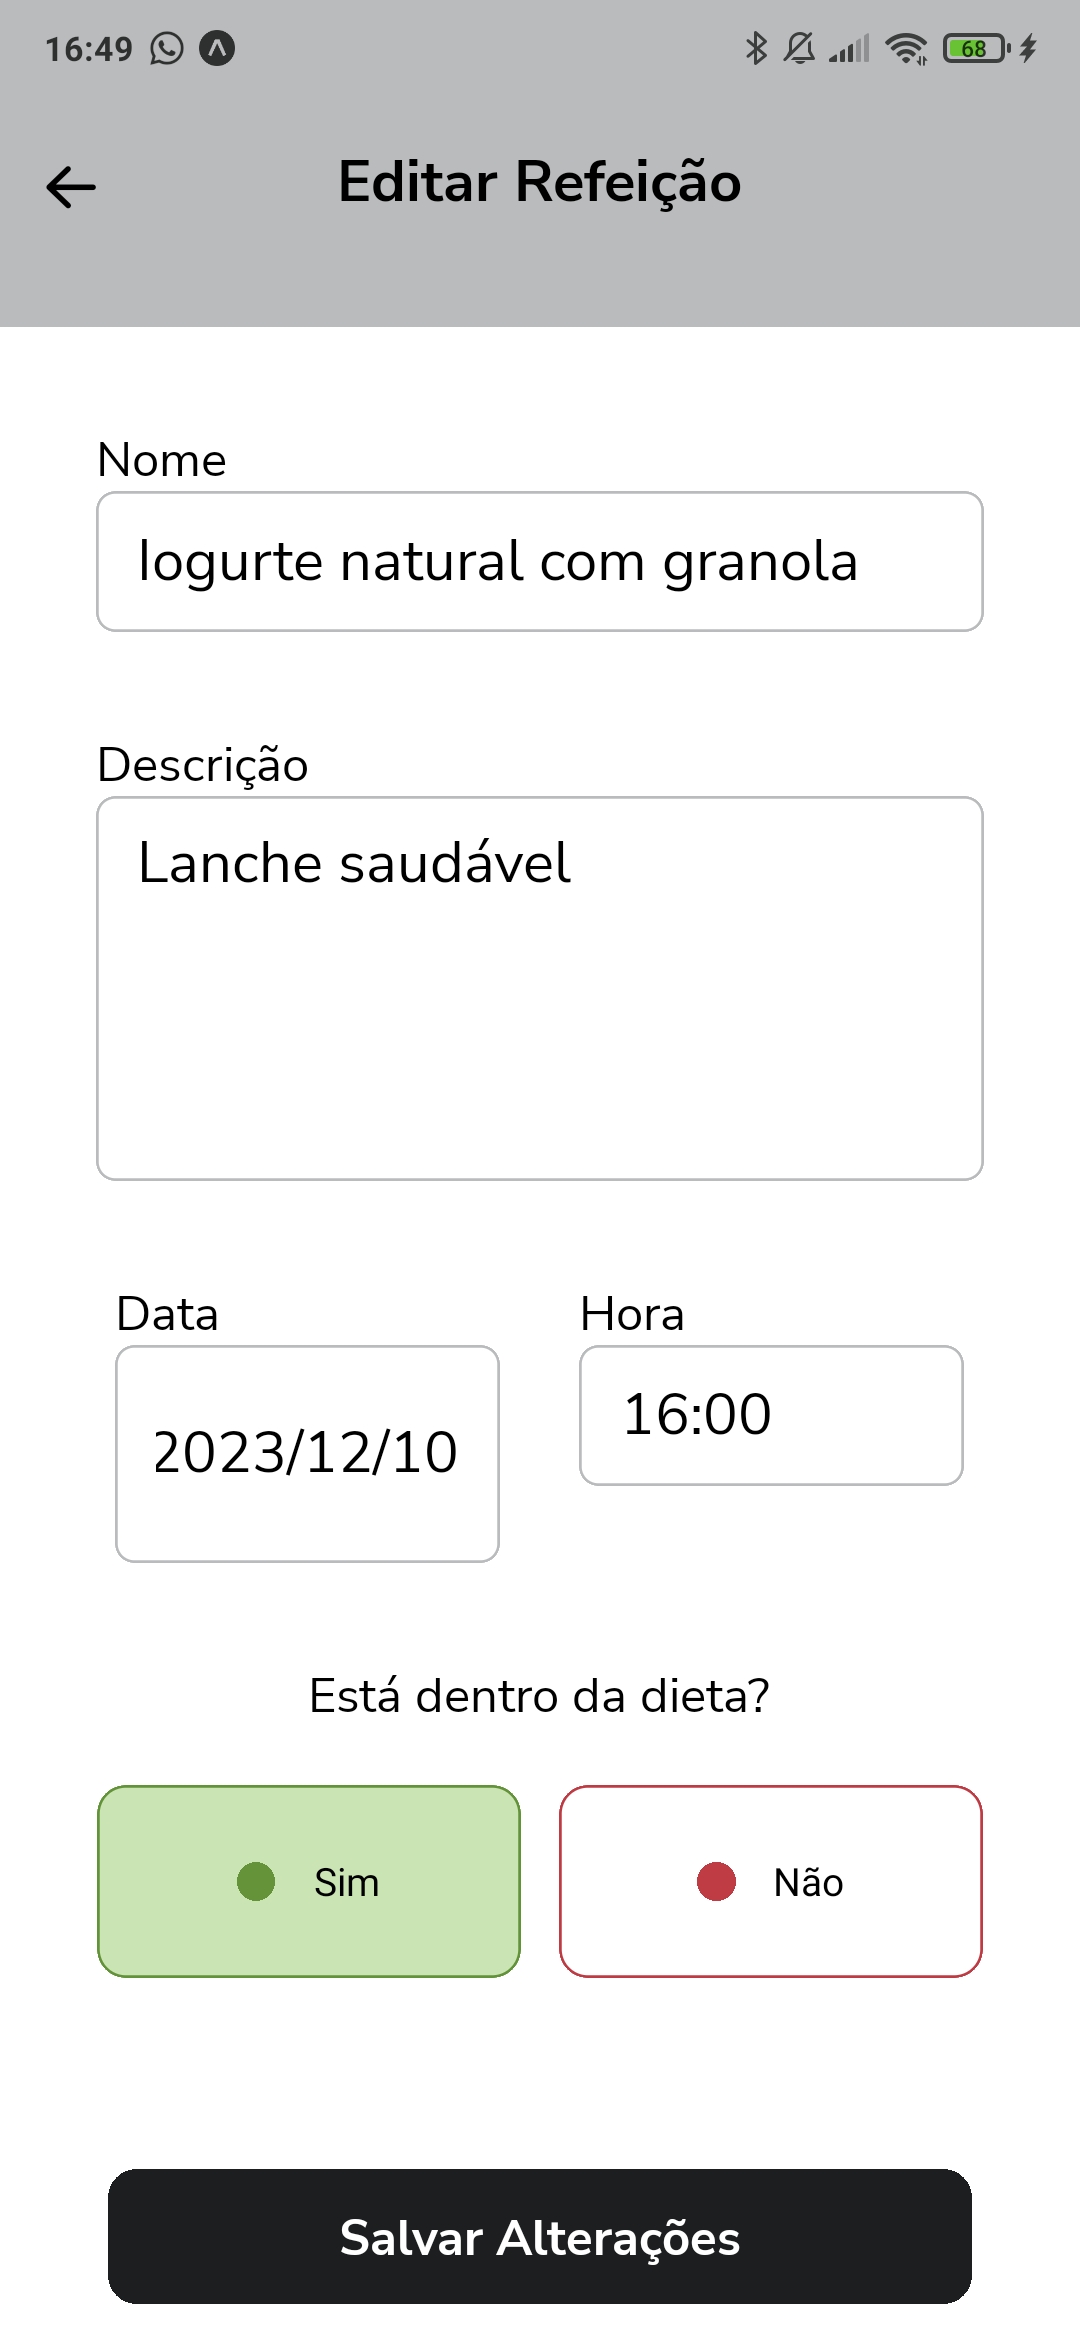 16:49
68
Editar Refeição
Nome
Iogurte natural com granola
Descrição
Lanche saudável
Data
Hora
2023/12/10
16:00
Está dentro da dieta?
Sim
Não
Salvar Alterações